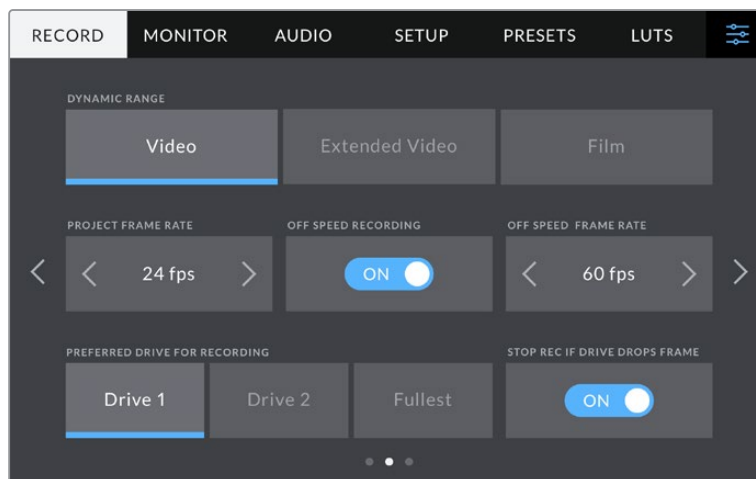 RECORD MONITOR AUDIO SETUP PRESETS LUTS
DYNAMIC RANGE
Video Extended Video Film
PROJECT FRAME RATE OFF SPEED RECORDING OFF SPEED FRAME RATE
24 fps ON 60 fps
PREFERRED DRIVE FOR RECORDING STOP REC IF DRIVE DROPS FRAME
Drive 1 Drive 2 Fullest ON